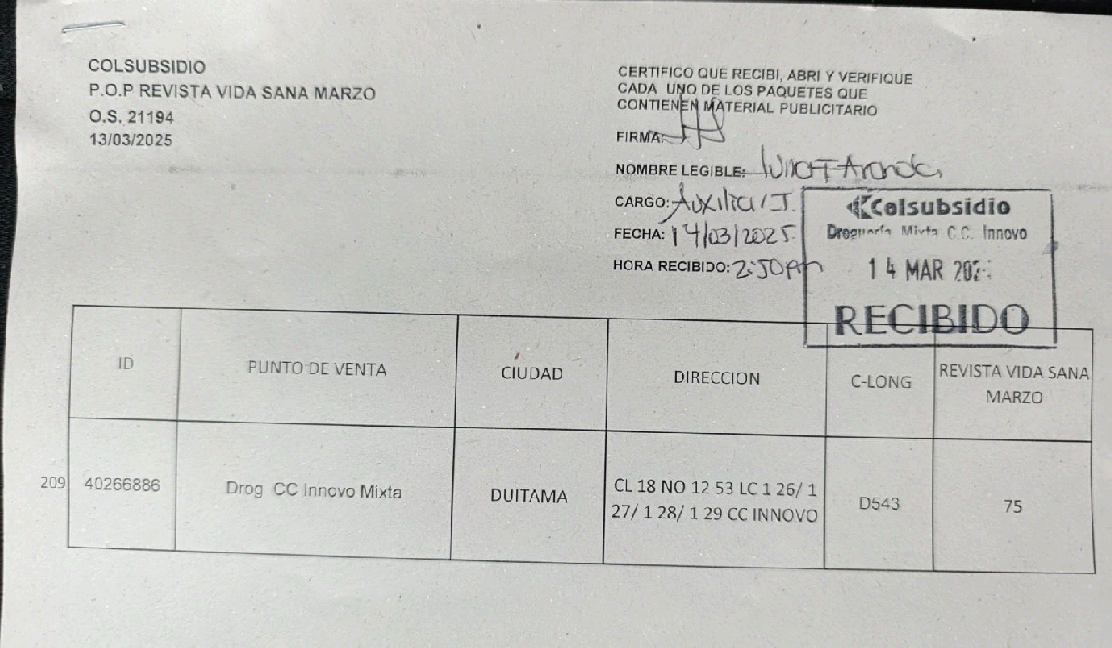 COLSUBSIDIO
P.O.P REVISTA VIDA SANA MARZO
O.S. 21194
13/03/2025
CERTIFICO QUE RECIBI, ABRI Y VERIFIQUE
CADA UNO DE LOS PAQUETES QUE
CONTIENEN MATERIAL PUBLICITARIO
FIRMA:
NOMBRE LEGIBLE:
CARGO: Auxiliar I.
FECHA: 14/03/2025.
HORA RECIBIDO: 2:50pm
Colsubsidio
Droguería Mixta C.C. Innovo
14 MAR
RECIBIDO
ID PUNTO DE VENTA CIUDAD DIRECCION C-LONG REVISTA VIDA SANA
MARZO
209 40266886 Drog CC Innovo Mixta DUITAMA CL 18 NO 12 53 LC 1 26/ 1 D543 75
27/ 1 28/ 1 29 CC INNOVO